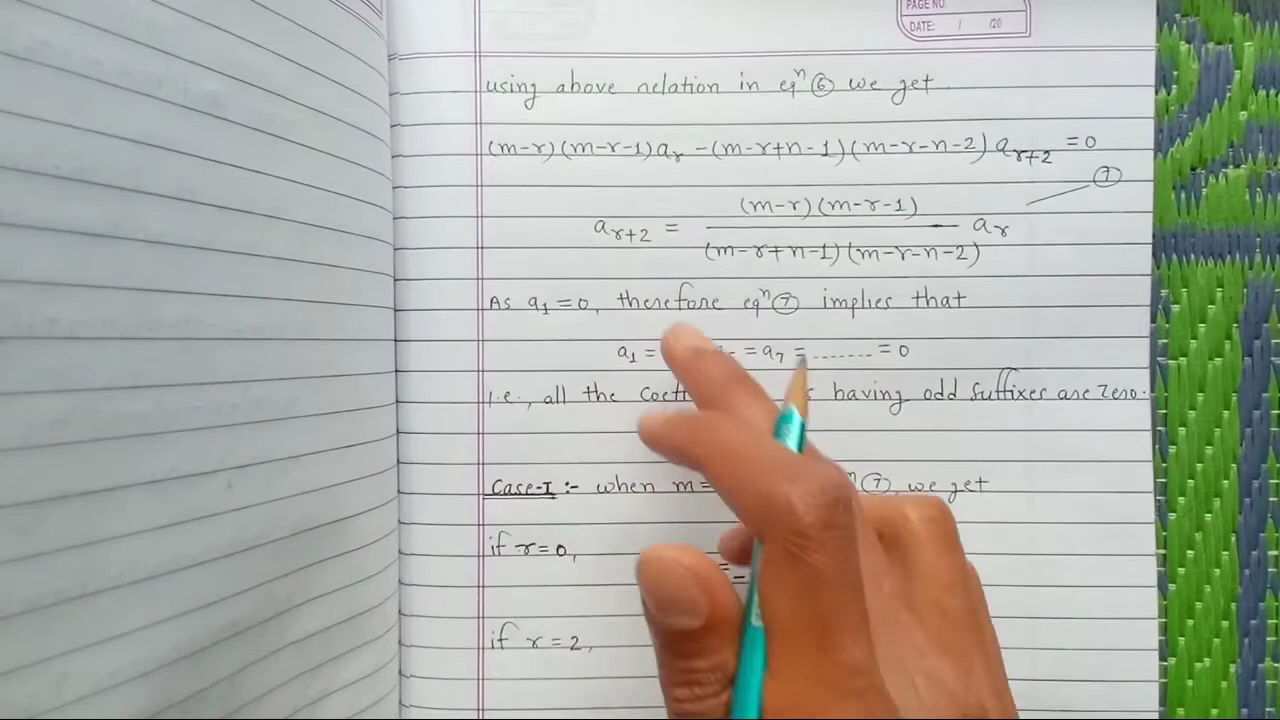 PAGE NO.
DATE: / /20
using above relation in eqⁿ ⑥ we get
(m-r)(m-r-1)aᵣ -(m-r+n-1)(m-r-n-2) aᵣ₊₂ =0
⑦
aᵣ₊₂ = (m-r)(m-r-1) / (m-r+n-1)(m-r-n-2) aᵣ
As a₁=0, therefore eqⁿ ⑦ implies that
a₁ = = a₇ = ....... = 0
i.e., all the having odd suffixes are zero.
Case-I :- when m= ⑦, we get
if r=0,
= -
if r=2,